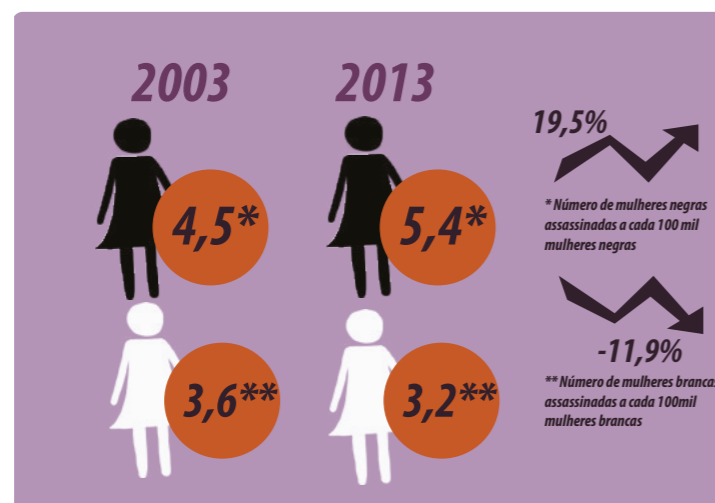 2003 2013
4,5* 5,4*
19,5%
* Número de mulheres negras
assassinadas a cada 100 mil
mulheres negras
3,6** 3,2**
-11,9%
** Número de mulheres brancas
assassinadas a cada 100mil
mulheres brancas